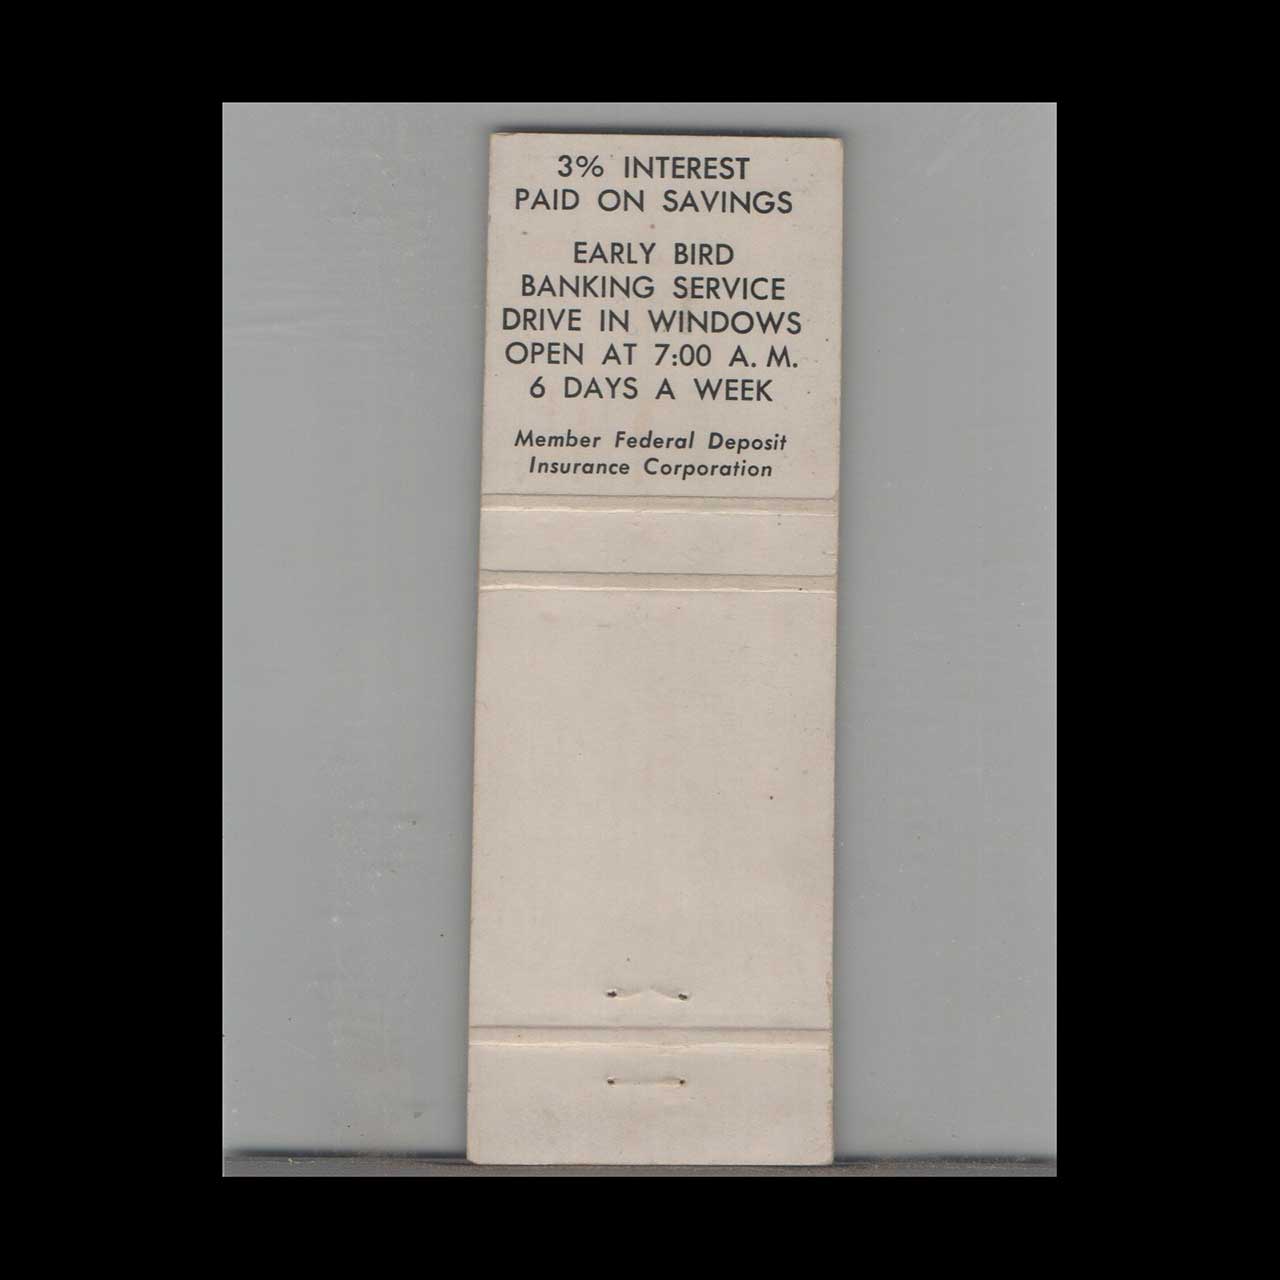 3% INTEREST
PAID ON SAVINGS
EARLY BIRD
BANKING SERVICE
DRIVE IN WINDOWS
OPEN AT 7:00 A. M.
6 DAYS A WEEK
Member Federal Deposit
Insurance Corporation